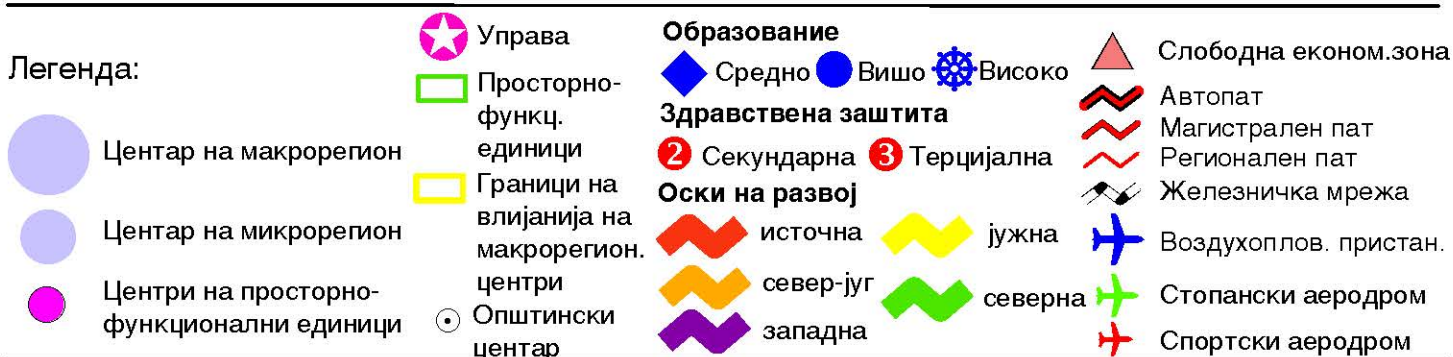 Легенда:
Центар на макрорегион
Центар на микрорегион
Центри на просторно-
функционални единици
Управа
Просторно-
функц.
единици
Граници на
влијанија на
макрорегион.
центри
Општински
центар
Образование
Средно Вишо Високо
Здравствена заштита
2 Секундарна 3 Терцијална
Оски на развој
источна јужна
север-југ северна
западна
Слободна економ.зона
Автопат
Магистрален пат
Регионален пат
Железничка мрежа
Воздухоплов. пристан.
Стопански аеродром
Спортски аеродром